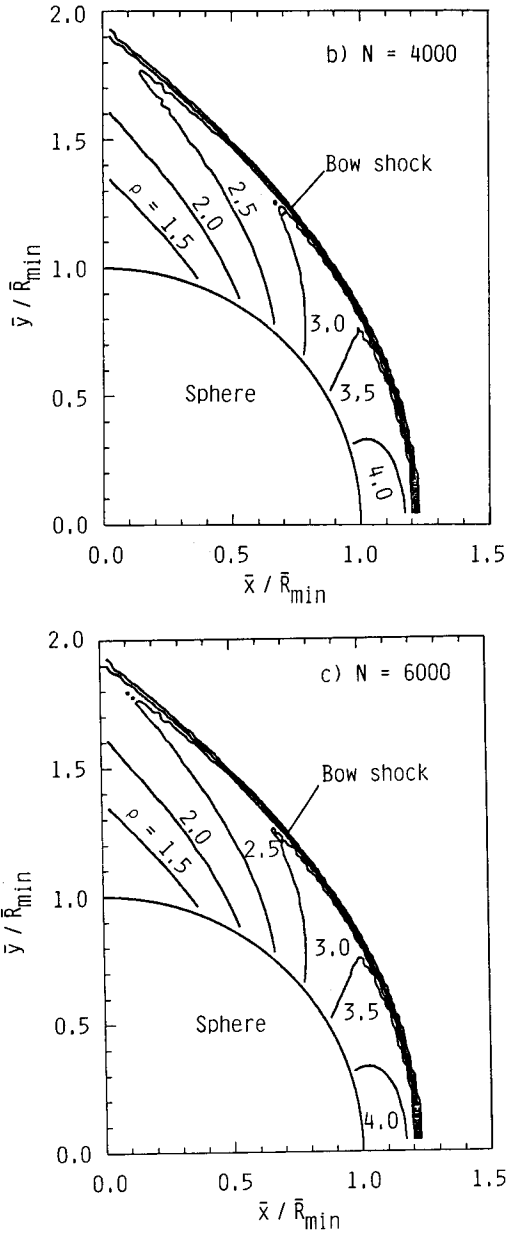 2.0
b) N = 4000
Bow shock
1.5
2.5
2.0
ρ = 1.5
ȳ / R̄min
1.0
3.0
3.5
Sphere
0.5
4.0
0.0
0.0 0.5 1.0 1.5
x̄ / R̄min
2.0
c) N = 6000
Bow shock
1.5
2.0
2.5
ρ = 1.5
ȳ / R̄min
1.0
3.0
3.5
Sphere
0.5
4.0
0.0
0.0 0.5 1.0 1.5
x̄ / R̄min